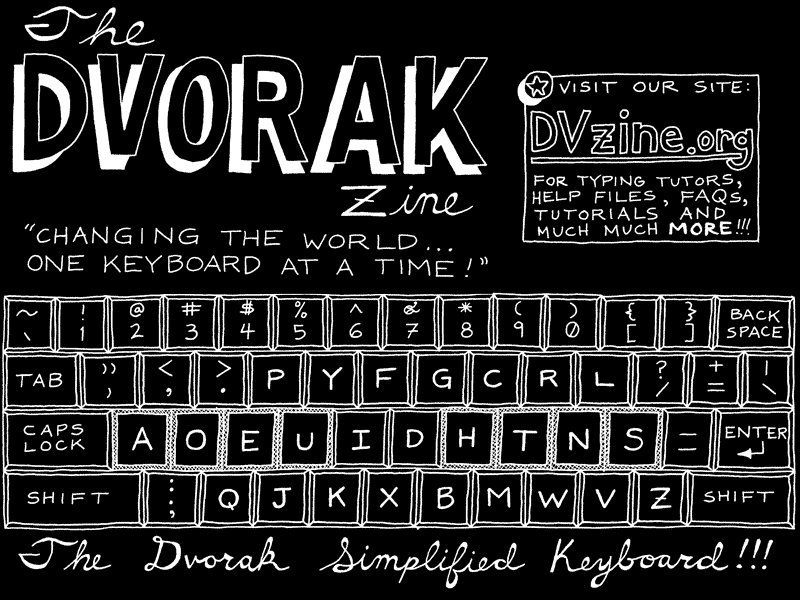 The
DVORAK
Zine
"CHANGING THE WORLD...
ONE KEYBOARD AT A TIME!"
VISIT OUR SITE:
DVzine.org
FOR TYPING TUTORS,
HELP FILES, FAQS,
TUTORIALS AND
MUCH MUCH MORE!!!
~ ! @ # $ % ^ & * ( ) { } BACK
` 1 2 3 4 5 6 7 8 9 0 [ ] SPACE
TAB " ' < , > . P Y F G C R L ? / + = | \
CAPS LOCK A O E U I D H T N S _ - ENTER
SHIFT : ; Q J K X B M W V Z SHIFT
The Dvorak Simplified Keyboard!!!